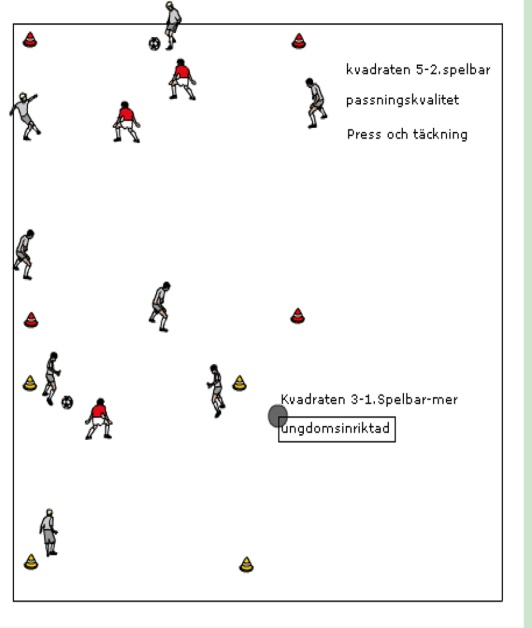 kvadraten 5-2.spelbar
passningskvalitet
Press och täckning
Kvadraten 3-1.Spelbar-mer
ungdomsinriktad